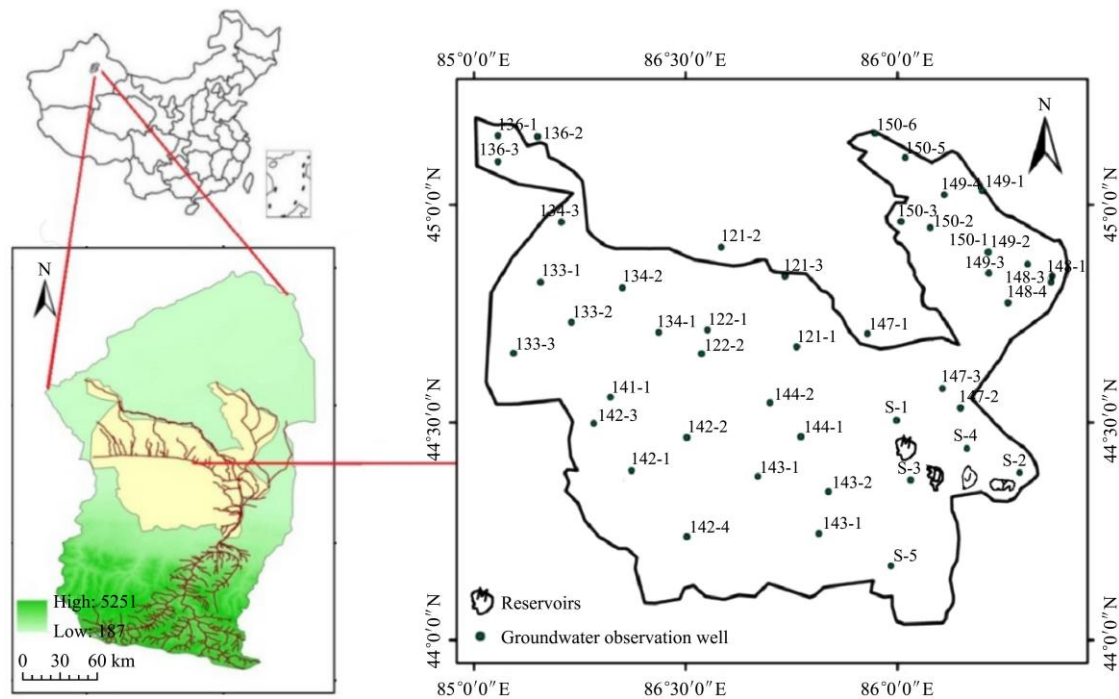 85°0′0″E
86°30′0″E
86°0′0″E
N
136-1
136-2
136-3
150-6
150-5
149-4
149-1
45°0′0″N
45°0′0″N
134-3
150-3
150-2
121-2
150-1
149-2
149-3
148-1
148-3
148-4
133-1
134-2
121-3
N
133-2
134-1
122-1
122-2
121-1
147-1
133-3
147-3
147-2
141-1
144-2
142-3
S-1
44°30′0″N
44°30′0″N
142-2
144-1
S-4
142-1
143-1
S-3
S-2
143-2
142-4
143-1
S-5
High: 5251
Low: 187
0 30 60 km
Reservoirs
Groundwater observation well
44°0′0″N
44°0′0″N
85°0′0″E
86°30′0″E
86°0′0″E